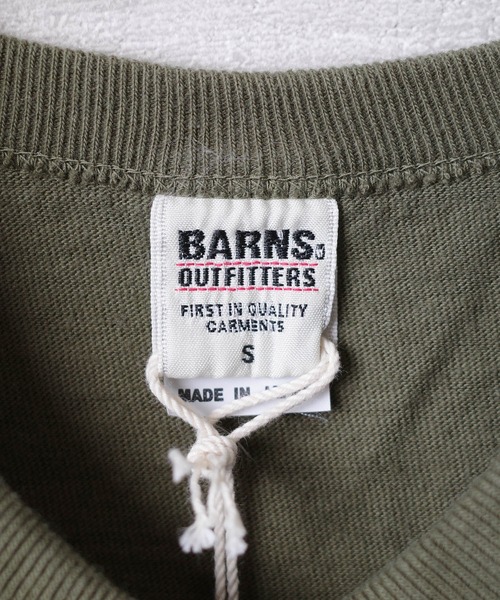 BARNS
OUTFITTERS
FIRST IN QUALITY
GARMENTS
S
MADE IN